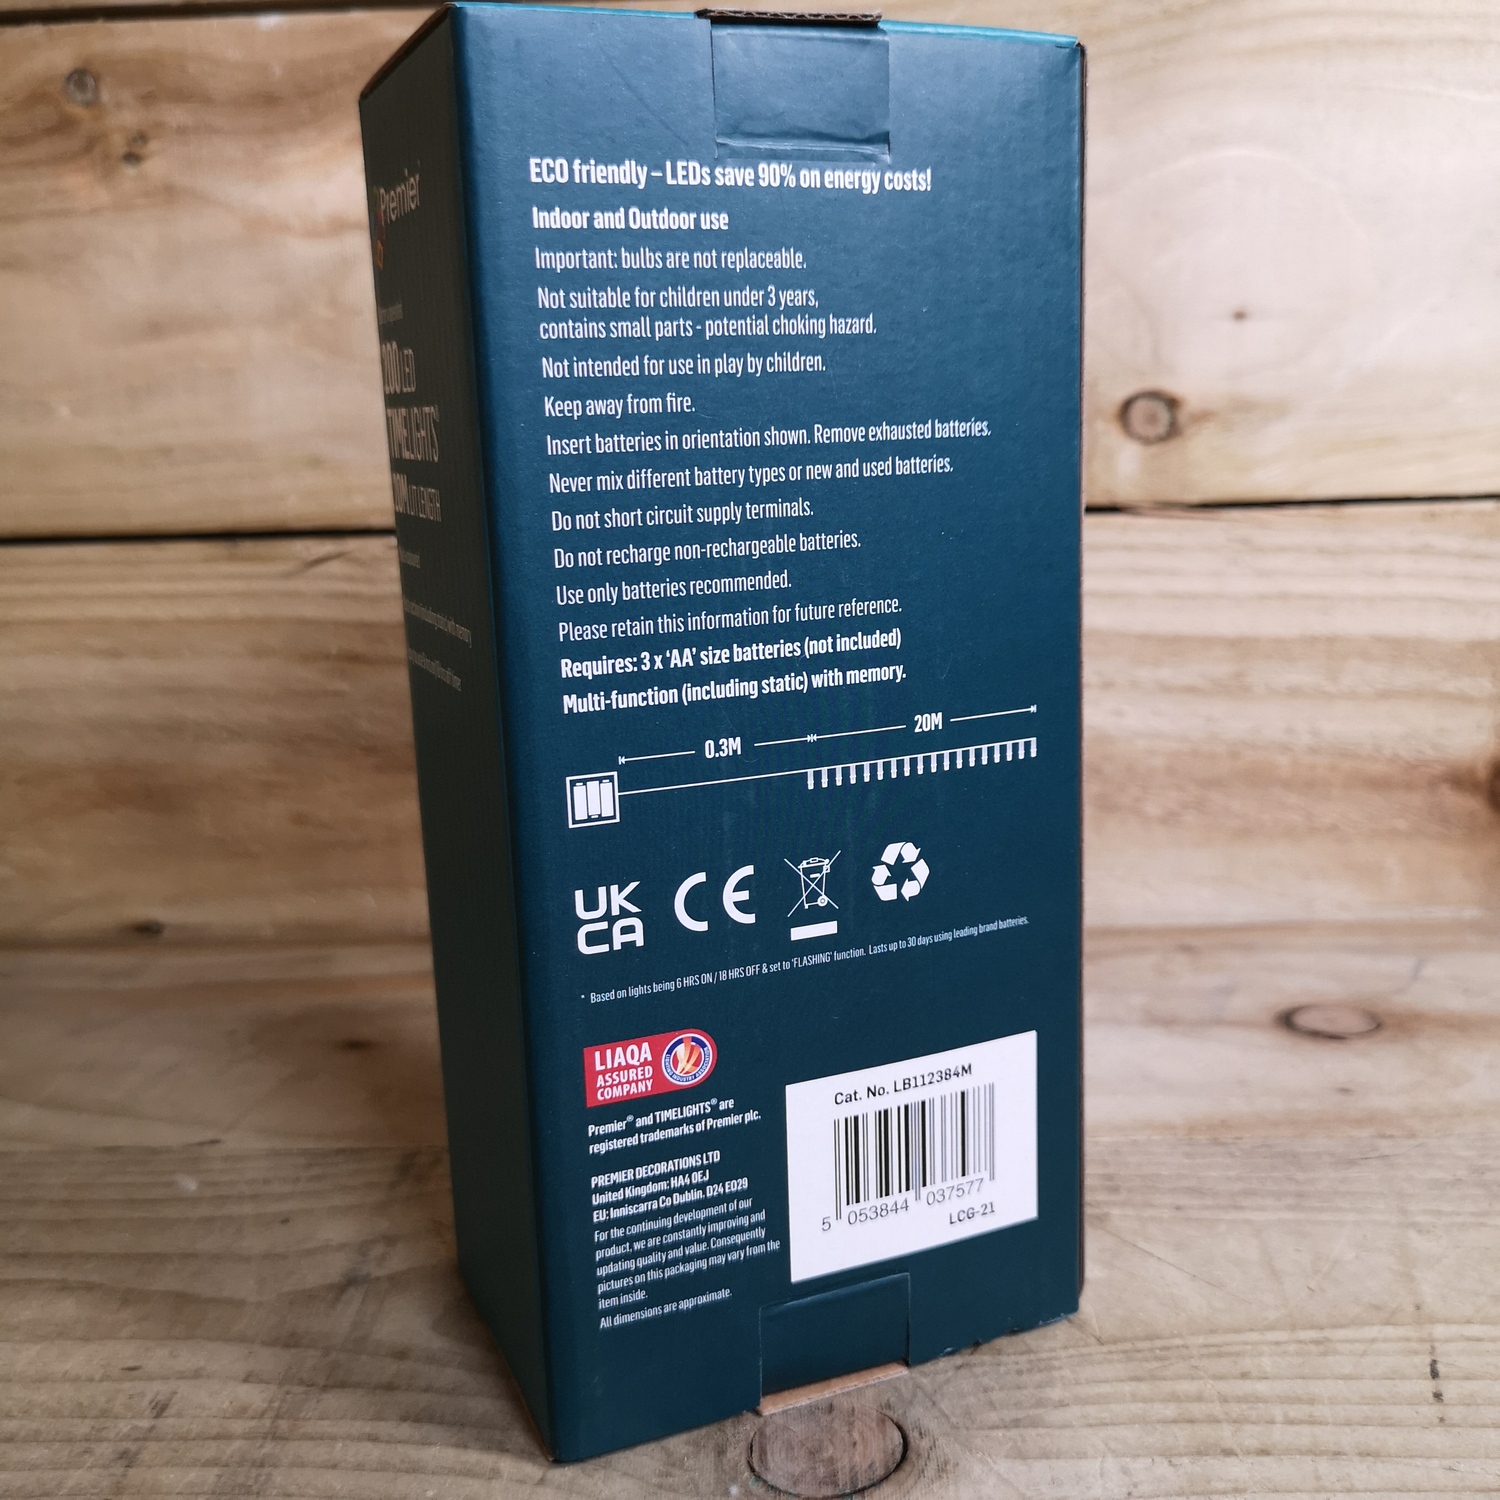 Premier
200 LED
TIMELIGHTS®
20M LIT LENGTH
ECO friendly – LEDs save 90% on energy costs!
Indoor and Outdoor use
Important: bulbs are not replaceable.
Not suitable for children under 3 years,
contains small parts - potential choking hazard.
Not intended for use in play by children.
Keep away from fire.
Insert batteries in orientation shown. Remove exhausted batteries.
Never mix different battery types or new and used batteries.
Do not short circuit supply terminals.
Do not recharge non-rechargeable batteries.
Use only batteries recommended.
Please retain this information for future reference.
Requires: 3 x ‘AA’ size batteries (not included)
Multi-function (including static) with memory.
0.3M 20M
UK
CA
CE
* Based on lights being 6 HRS ON / 18 HRS OFF & set to ‘FLASHING’ function. Lasts up to 30 days using leading brand batteries.
LIAQA
ASSURED
COMPANY
LIGHTING INDUSTRY ASSOCIATION
Premier® and TIMELIGHTS® are
registered trademarks of Premier plc.
PREMIER DECORATIONS LTD
United Kingdom: HA4 0EJ
EU: Inniscarra Co Dublin. D24 E029
For the continuing development of our
product, we are constantly improving and
updating quality and value. Consequently
pictures on this packaging may vary from the
item inside.
All dimensions are approximate.
Cat. No. LB112384M
5 053844 037577
LCG-21